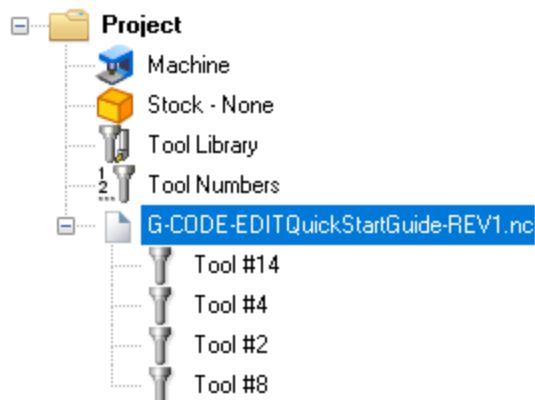 Project
Machine
Stock - None
Tool Library
1
2
Tool Numbers
G-CODE-EDITQuickStartGuide-REV1.nc
Tool #14
Tool #4
Tool #2
Tool #8